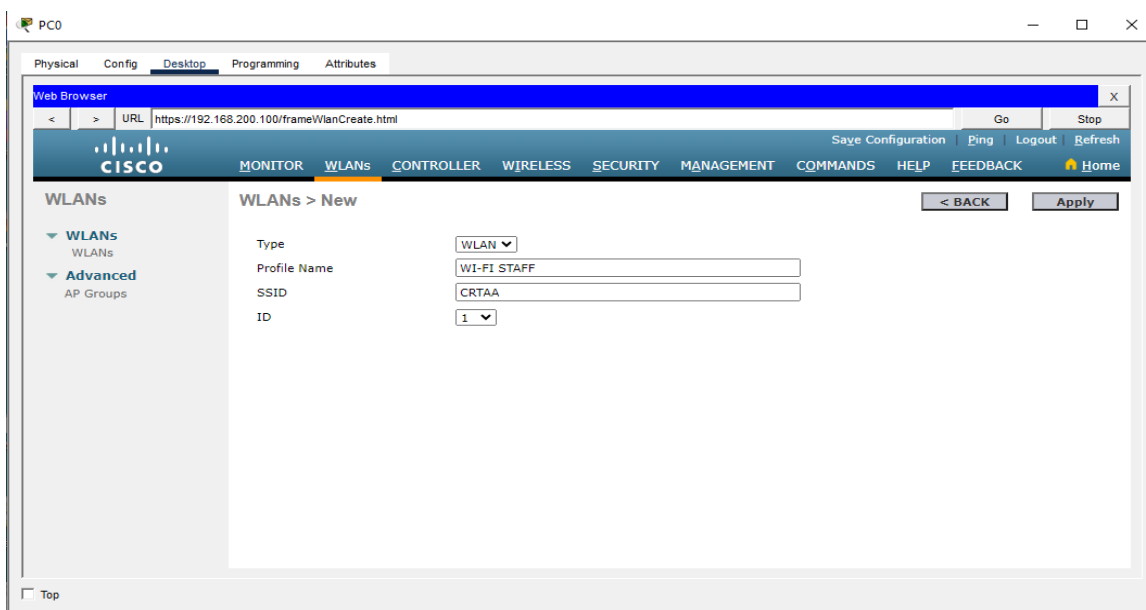 PC0
Physical Config Desktop Programming Attributes
Web Browser X
< > URL https://192.168.200.100/frameWlanCreate.html Go Stop
Save Configuration | Ping | Logout | Refresh
CISCO
MONITOR WLANs CONTROLLER WIRELESS SECURITY MANAGEMENT COMMANDS HELP FEEDBACK Home
WLANs
WLANs > New
< BACK Apply
WLANs
WLANs
Advanced
AP Groups
Type WLAN
Profile Name WI-FI STAFF
SSID CRTAA
ID 1
Top